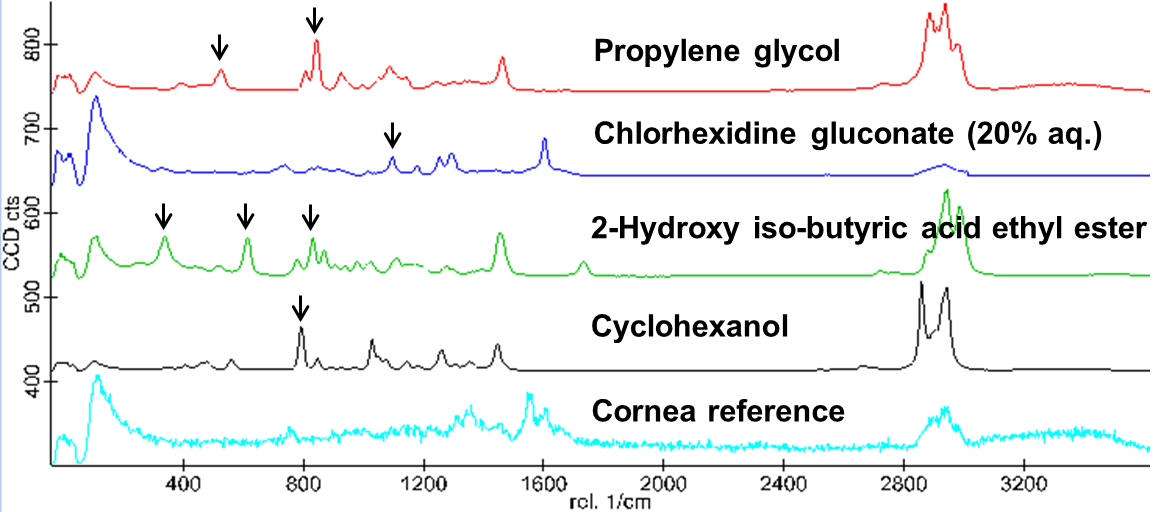 800
Propylene glycol
700
Chlorhexidine gluconate (20% aq.)
600
2-Hydroxy iso-butyric acid ethyl ester
CCD cts
500
Cyclohexanol
400
Cornea reference
400 800 1200 1600 2000 2400 2800 3200
rel. 1/cm